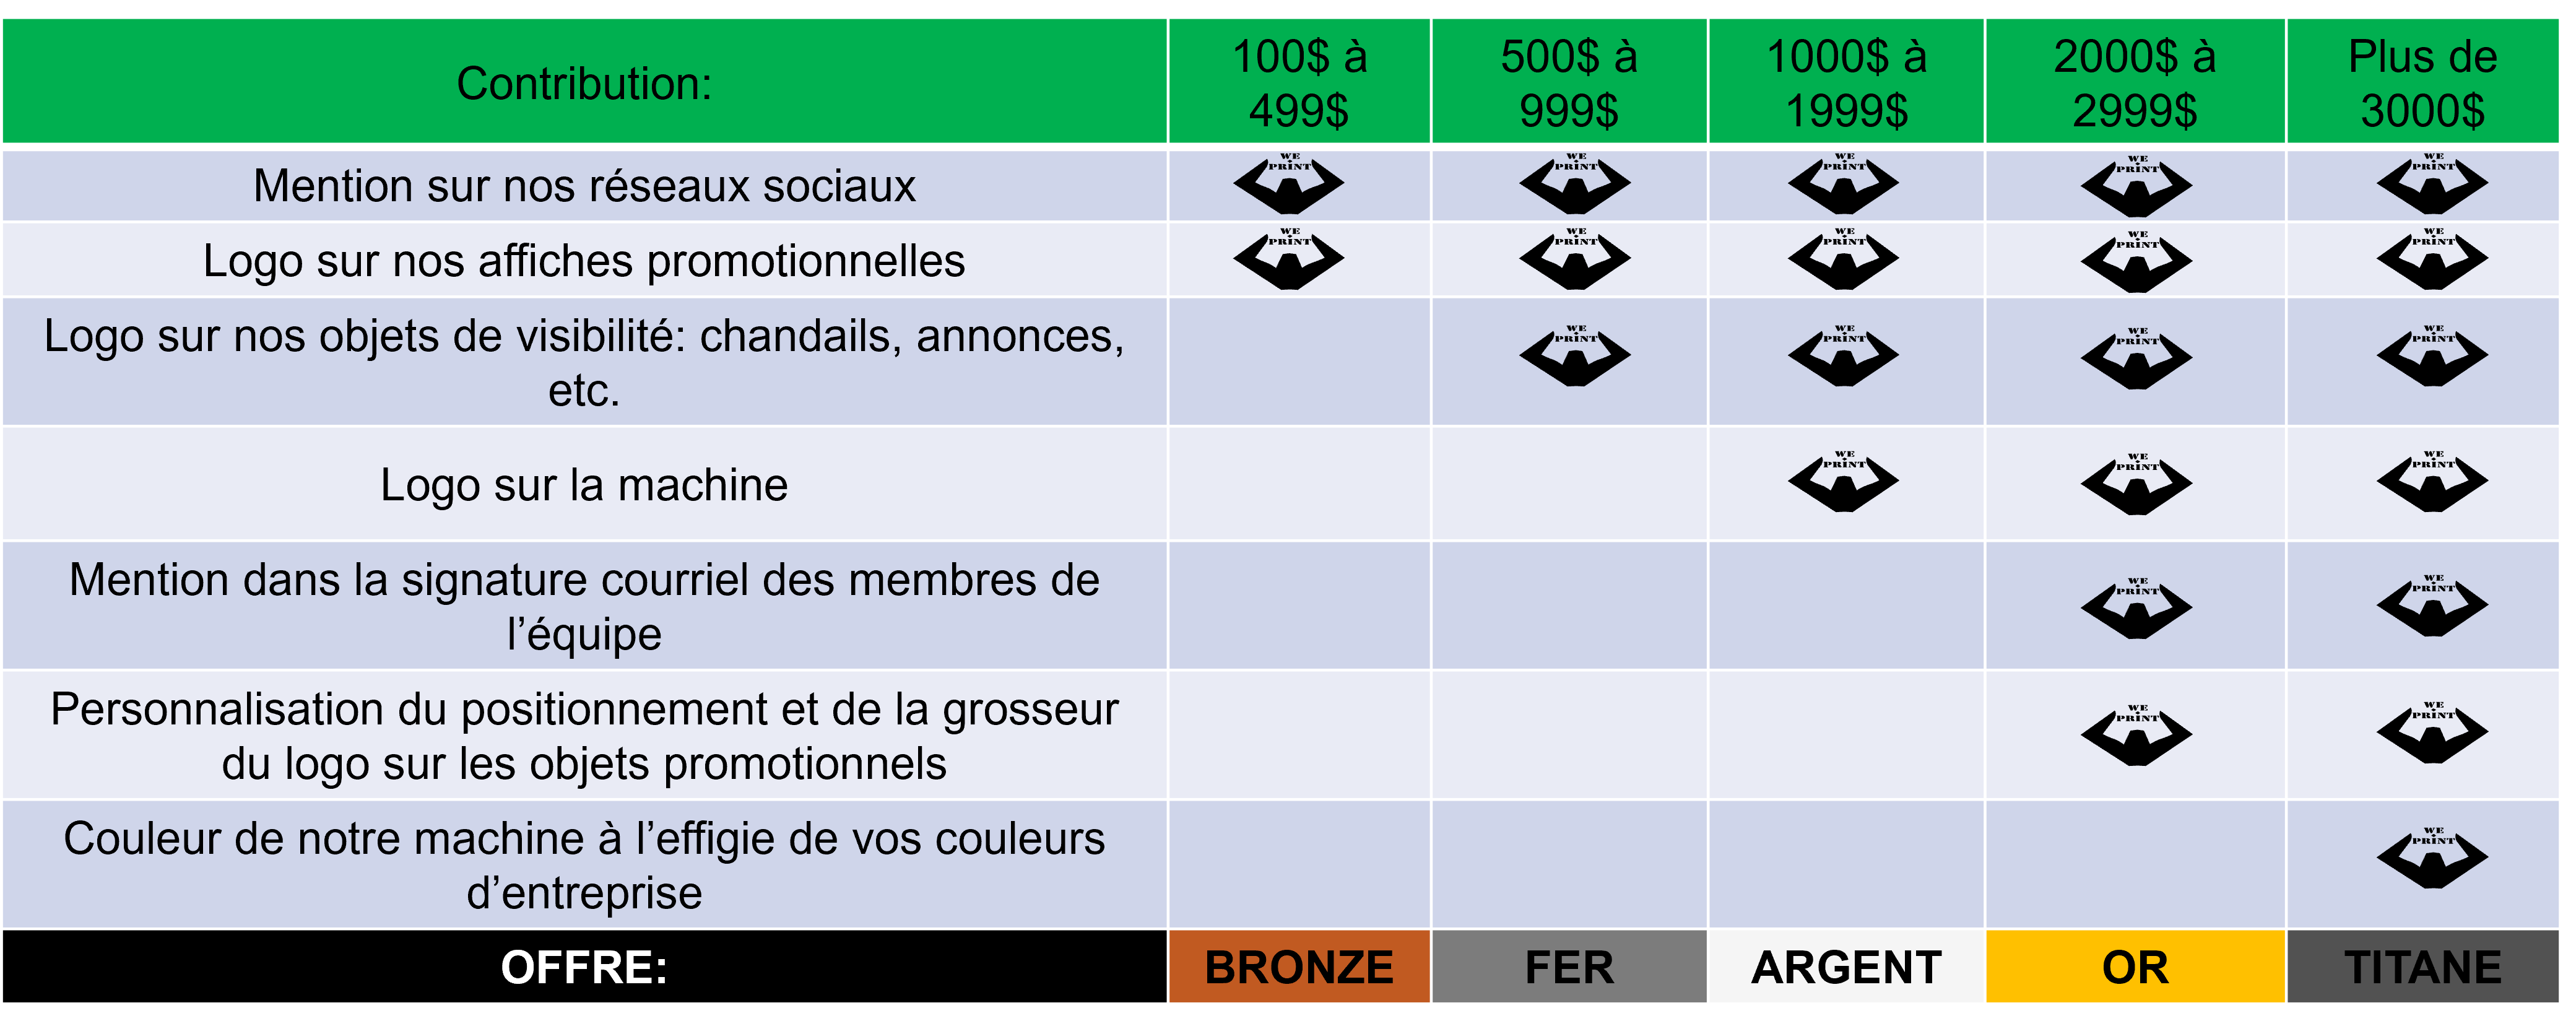 Contribution:
100$ à
499$
500$ à
999$
1000$ à
1999$
2000$ à
2999$
Plus de
3000$
Mention sur nos réseaux sociaux
WE
PRINT
WE
PRINT
WE
PRINT
WE
PRINT
WE
PRINT
Logo sur nos affiches promotionnelles
WE
PRINT
WE
PRINT
WE
PRINT
WE
PRINT
WE
PRINT
Logo sur nos objets de visibilité: chandails, annonces,
etc.
WE
PRINT
WE
PRINT
WE
PRINT
WE
PRINT
Logo sur la machine
WE
PRINT
WE
PRINT
WE
PRINT
Mention dans la signature courriel des membres de
l’équipe
WE
PRINT
WE
PRINT
Personnalisation du positionnement et de la grosseur
du logo sur les objets promotionnels
WE
PRINT
WE
PRINT
Couleur de notre machine à l’effigie de vos couleurs
d’entreprise
WE
PRINT
OFFRE:
BRONZE
FER
ARGENT
OR
TITANE